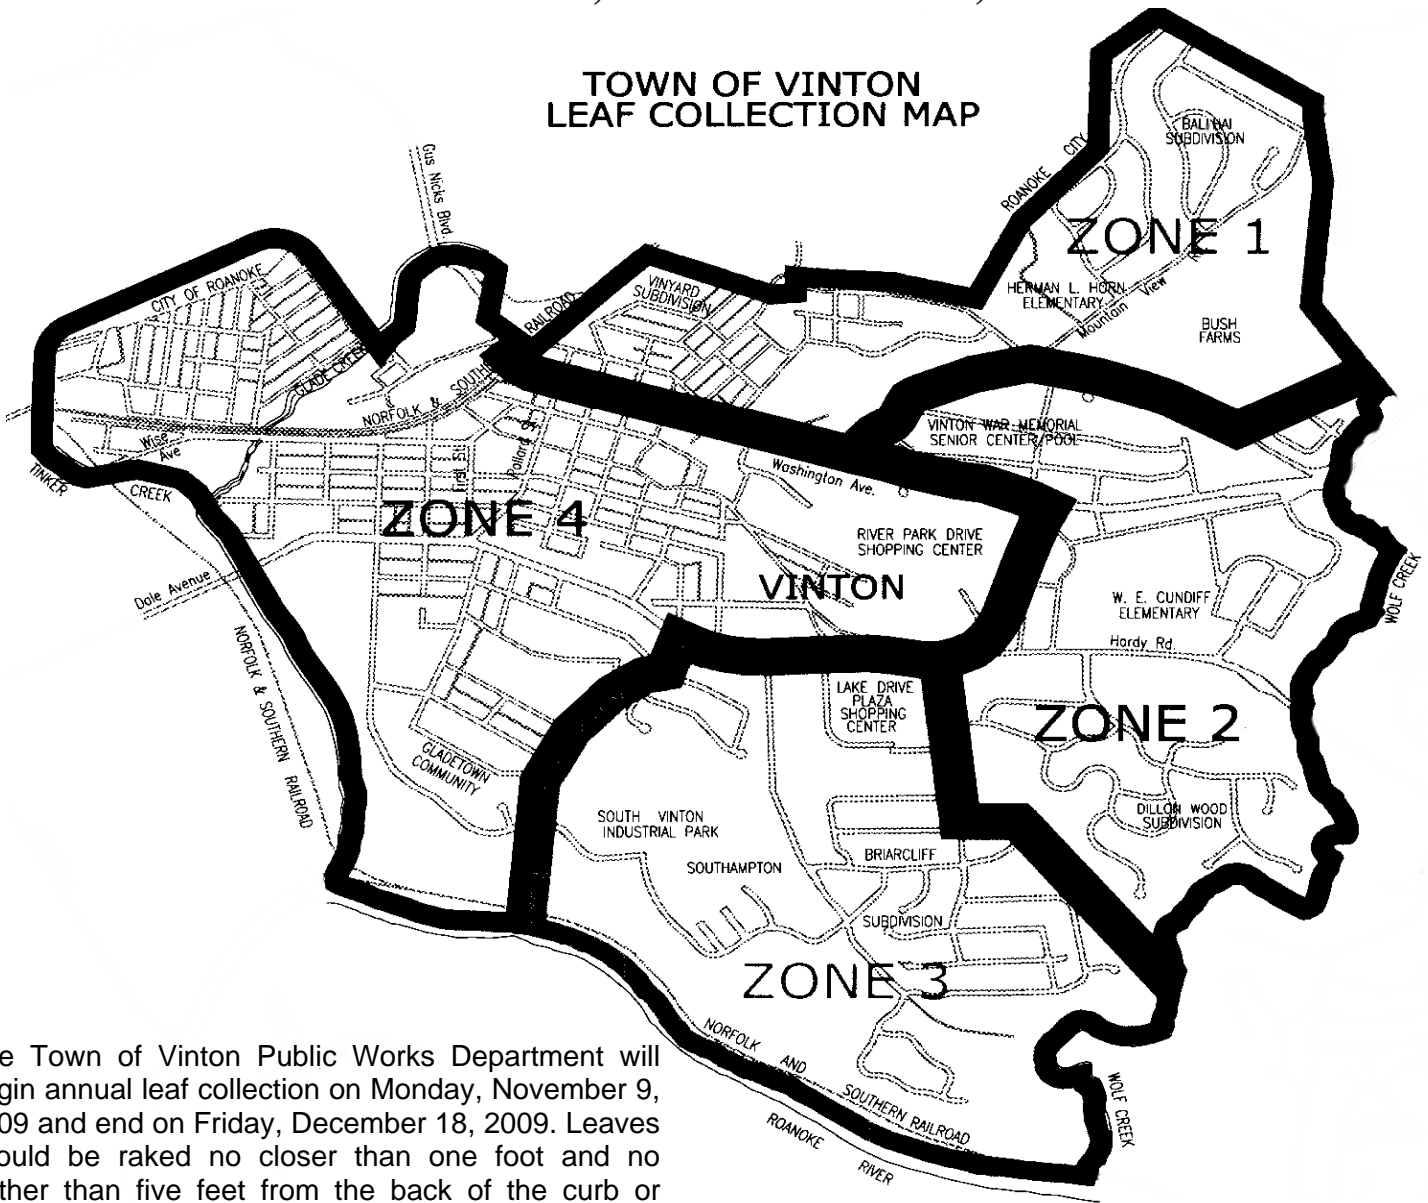 TOWN OF VINTON
LEAF COLLECTION MAP
Gus Nicks Blvd.
BALI HAI
SUBDIVISION
ROANOKE CITY
ZONE 1
HERMAN L. HORN
ELEMENTARY
Mountain View
BUSH
FARMS
CITY OF ROANOKE
VINYARD
SUBDIVISION
RAILROAD
GLADE CREEK
NORFOLK &
Wise
Ave
TINKER
CREEK
First St.
Pollard St.
VINTON WAR MEMORIAL
SENIOR CENTER/POOL
Washington Ave.
ZONE 4
RIVER PARK DRIVE
SHOPPING CENTER
VINTON
Dale Avenue
W. E. CUNDIFF
ELEMENTARY
WOLF CREEK
Hardy Rd.
NORFOLK & SOUTHERN RAILROAD
LAKE DRIVE
PLAZA
SHOPPING
CENTER
ZONE 2
GLADETOWN
COMMUNITY
DILLON WOOD
SUBDIVISION
SOUTH VINTON
INDUSTRIAL PARK
BRIARCLIFF
SOUTHAMPTON
SUBDIVISION
ZONE 3
NORFOLK AND SOUTHERN RAILROAD
ROANOKE RIVER
WOLF CREEK
e Town of Vinton Public Works Department will
gin annual leaf collection on Monday, November 9,
09 and end on Friday, December 18, 2009. Leaves
ould be raked no closer than one foot and no
ther than five feet from the back of the curb or